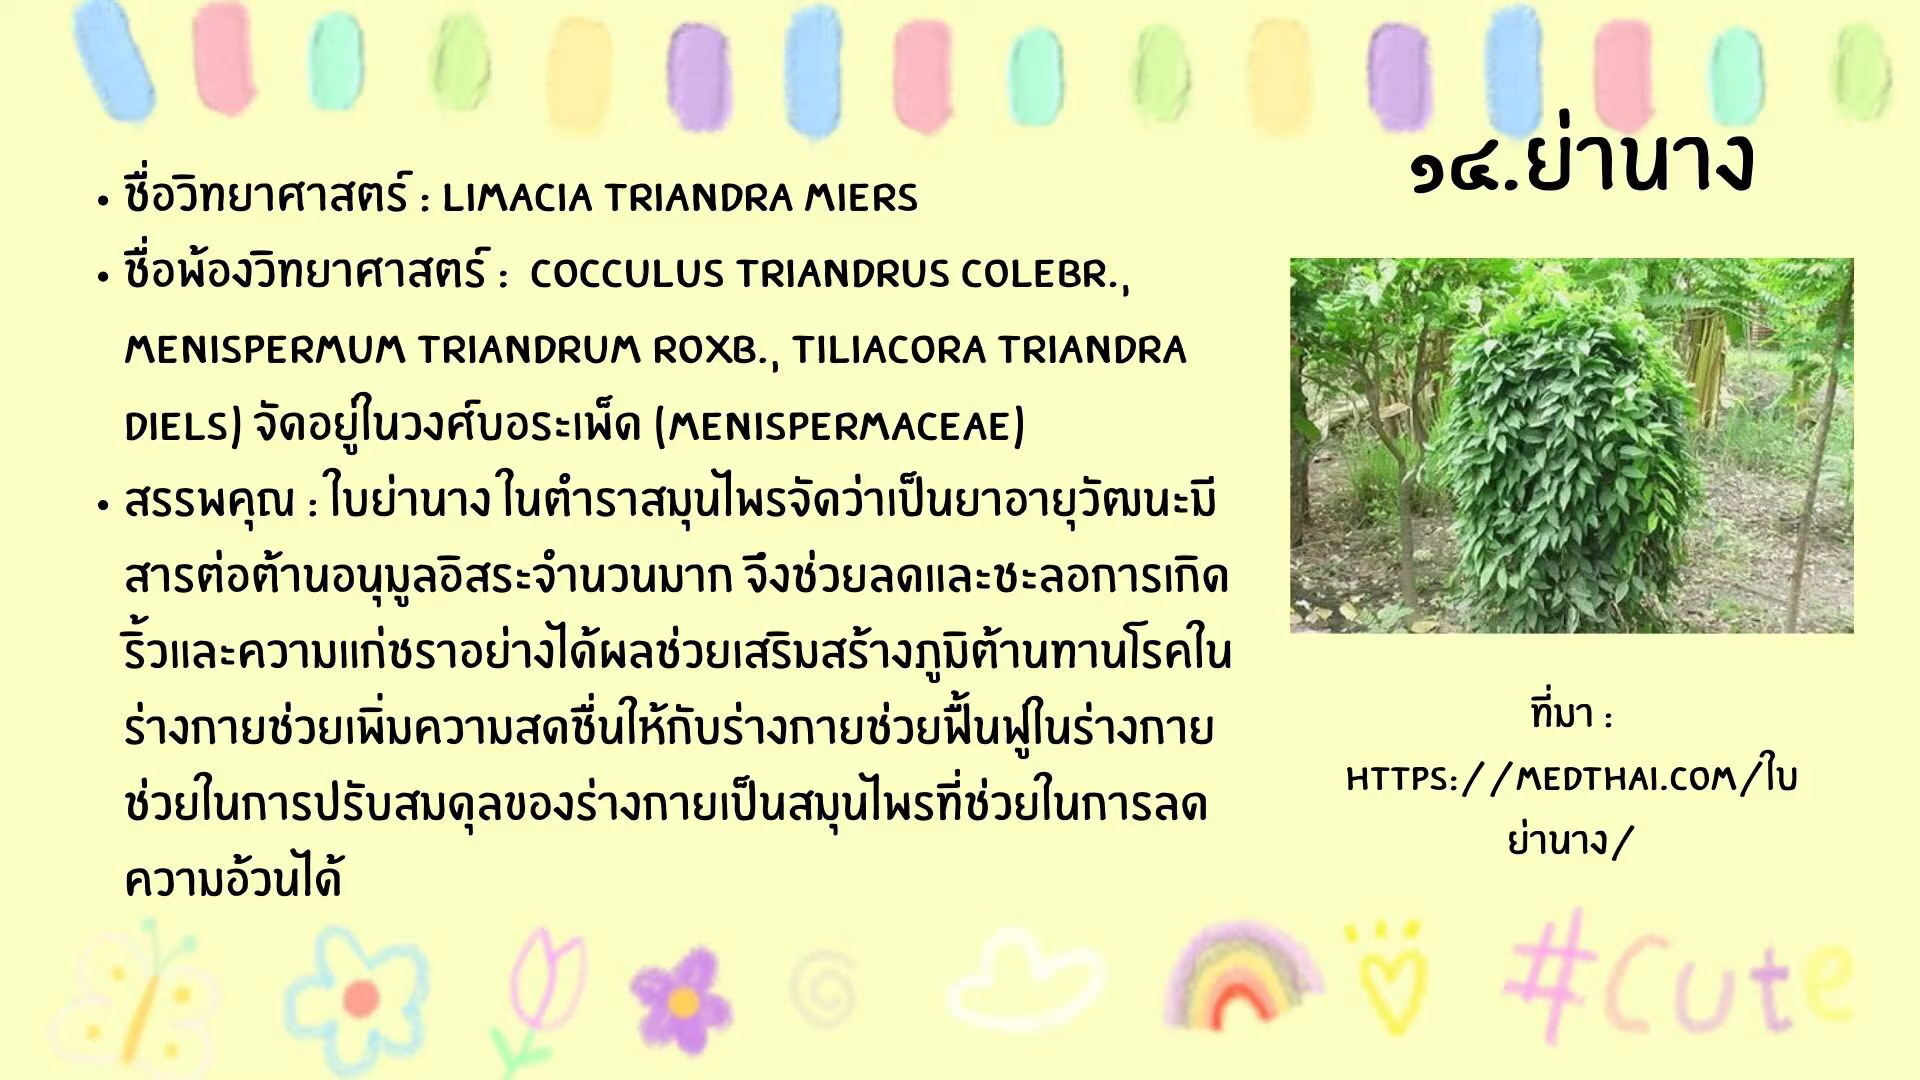 ๑๔.ย่านาง
• ชื่อวิทยาศาสตร์ : LIMACIA TRIANDRA MIERS
• ชื่อพ้องวิทยาศาสตร์ : COCCULUS TRIANDRUS COLEBR.,
MENISPERMUM TRIANDRUM ROXB., TILIACORA TRIANDRA
DIELS) จัดอยู่ในวงศ์บอระเพ็ด (MENISPERMACEAE)
• สรรพคุณ : ใบย่านาง ในตำราสมุนไพรจัดว่าเป็นยาอายุวัฒนะมี
สารต่อต้านอนุมูลอิสระจำนวนมาก จึงช่วยลดและชะลอการเกิด
ริ้วและความแก่ชราอย่างได้ผลช่วยเสริมสร้างภูมิต้านทานโรคใน
ร่างกายช่วยเพิ่มความสดชื่นให้กับร่างกายช่วยฟื้นฟูในร่างกาย
ช่วยในการปรับสมดุลของร่างกายเป็นสมุนไพรที่ช่วยในการลด
ความอ้วนได้
ที่มา :
HTTPS://MEDTHAI.COM/ใบ
ย่านาง/
#Cute